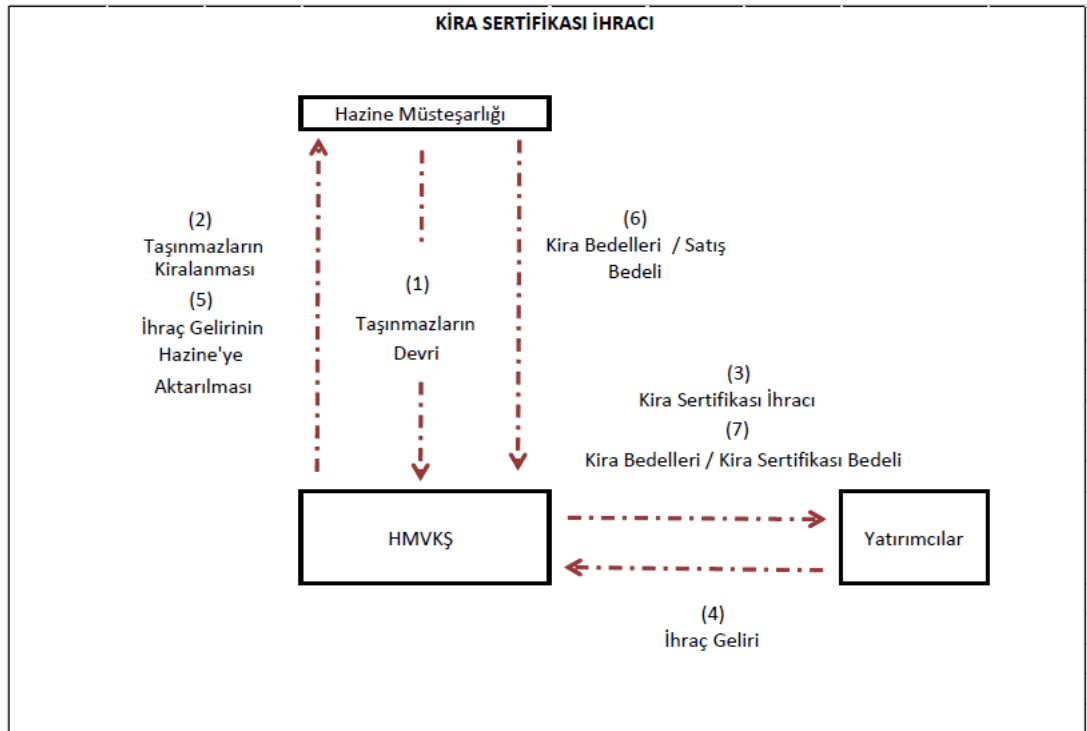 KİRA SERTİFİKASI İHRACI
Hazine Müsteşarlığı
(2)
Taşınmazların
Kiralanması
(5)
İhraç Gelirinin
Hazine'ye
Aktarılması
(1)
Taşınmazların
Devri
(6)
Kira Bedelleri / Satış
Bedeli
(3)
Kira Sertifikası İhracı
(7)
Kira Bedelleri / Kira Sertifikası Bedeli
HMVKŞ
Yatırımcılar
(4)
İhraç Geliri